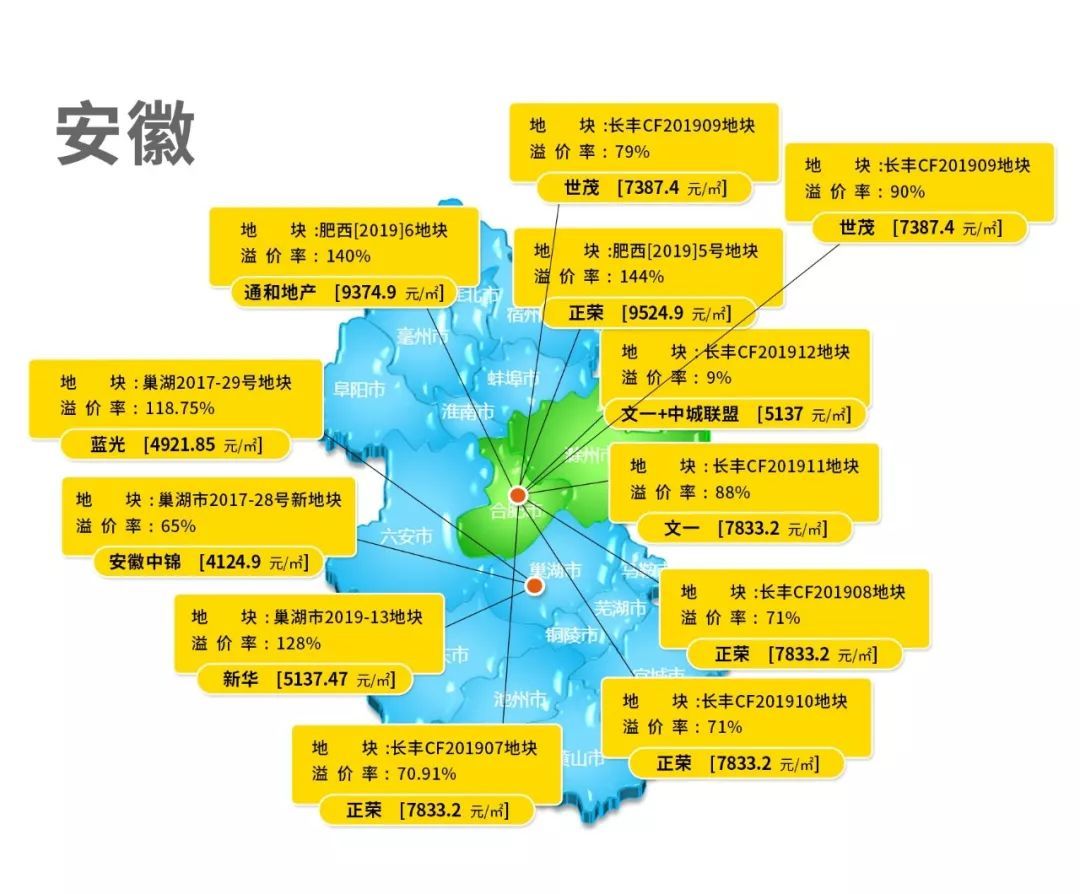 安徽
地 块 :长丰CF201909地块
溢 价 率 : 79%
世茂 [7387.4 元/㎡]
地 块 :长丰CF201909地块
溢 价 率 : 90%
世茂 [7387.4 元/㎡]
地 块 :肥西[2019]6地块
溢 价 率 : 140%
通和地产 [9374.9 元/㎡]
地 块 :肥西[2019]5号地块
溢 价 率 : 144%
正荣 [9524.9 元/㎡]
北市
宿州
亳州市
地 块 :长丰CF201912地块
溢 价 率 : 9%
文一+中城联盟 [5137 元/㎡]
地 块 :巢湖2017-29号地块
溢 价 率 : 118.75%
蓝光 [4921.85 元/㎡]
阜阳市
蚌埠市
淮南市
滁州市
地 块 :长丰CF201911地块
溢 价 率 : 88%
文一 [7833.2 元/㎡]
地 块 :巢湖市2017-28号新地块
溢 价 率 : 65%
安徽中锦 [4124.9 元/㎡]
合肥市
六安市
巢湖市
马鞍
芜湖市
铜陵市
地 块 :长丰CF201908地块
溢 价 率 : 71%
正荣 [7833.2 元/㎡]
地 块 :巢湖市2019-13地块
溢 价 率 : 128%
新华 [5137.47 元/㎡]
庆市
池州市
地 块 :长丰CF201910地块
溢 价 率 : 71%
正荣 [7833.2 元/㎡]
地 块 :长丰CF201907地块
溢 价 率 : 70.91%
正荣 [7833.2 元/㎡]
黄山市